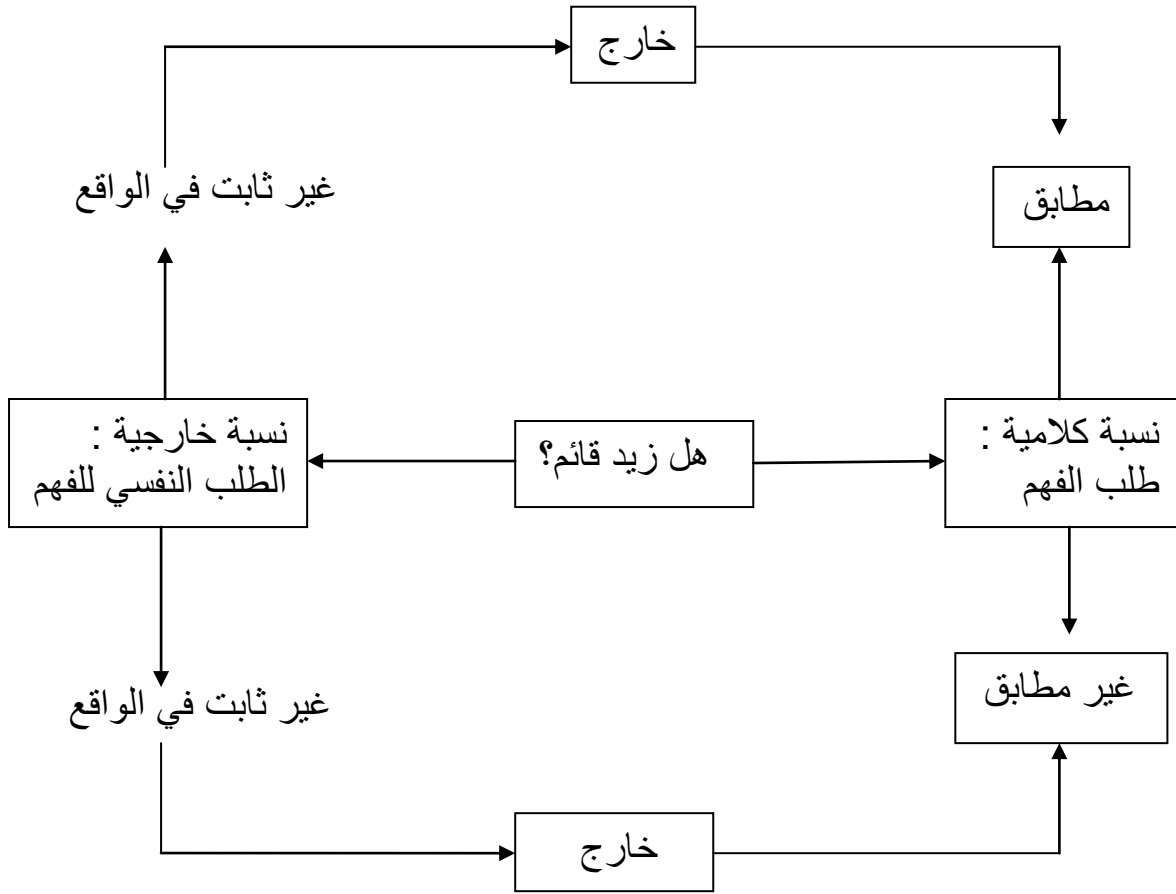 خارج
غير ثابت في الواقع
مطابق
نسبة كلامية :
طلب الفهم
هل زيد قائم؟
نسبة خارجية :
الطلب النفسي للفهم
غير مطابق
غير ثابت في الواقع
خارج